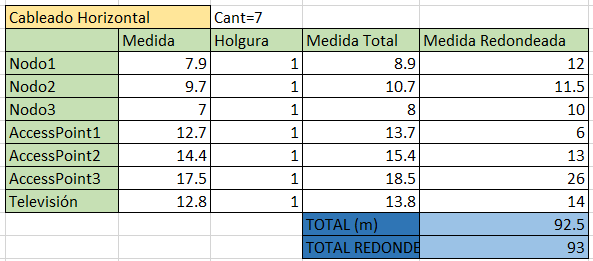 Cableado Horizontal Cant=7
Medida Holgura Medida Total Medida Redondeada
Nodo1 7.9 1 8.9 12
Nodo2 9.7 1 10.7 11.5
Nodo3 7 1 8 10
AccessPoint1 12.7 1 13.7 6
AccessPoint2 14.4 1 15.4 13
AccessPoint3 17.5 1 18.5 26
Televisión 12.8 1 13.8 14
TOTAL (m) 92.5
TOTAL REDONDE 93